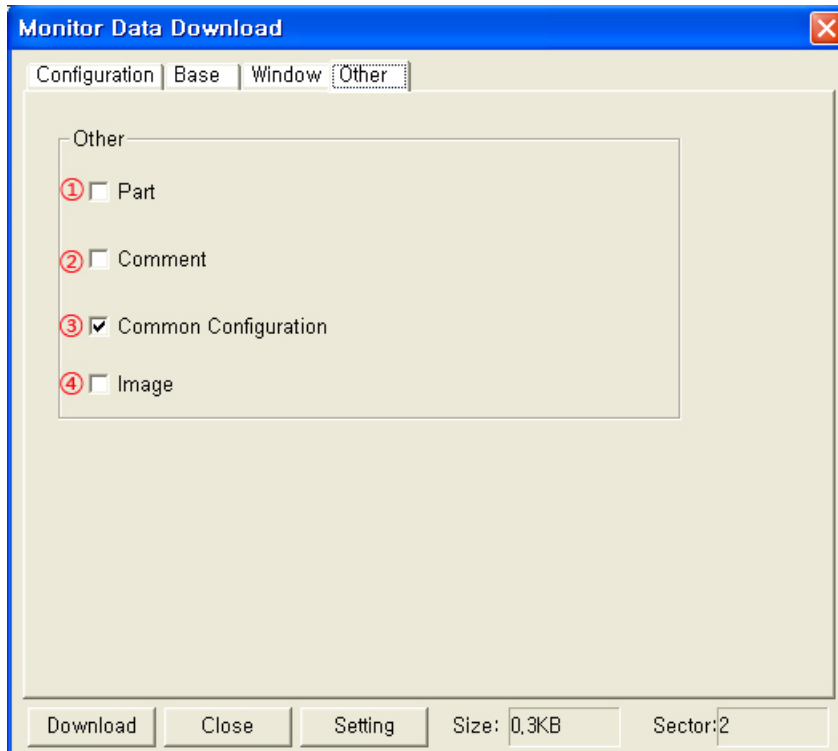 Monitor Data Download
Configuration Base Window Other
Other
① Part
② Comment
③ Common Configuration
④ Image
Download Close Setting Size: 0,3KB Sector:2